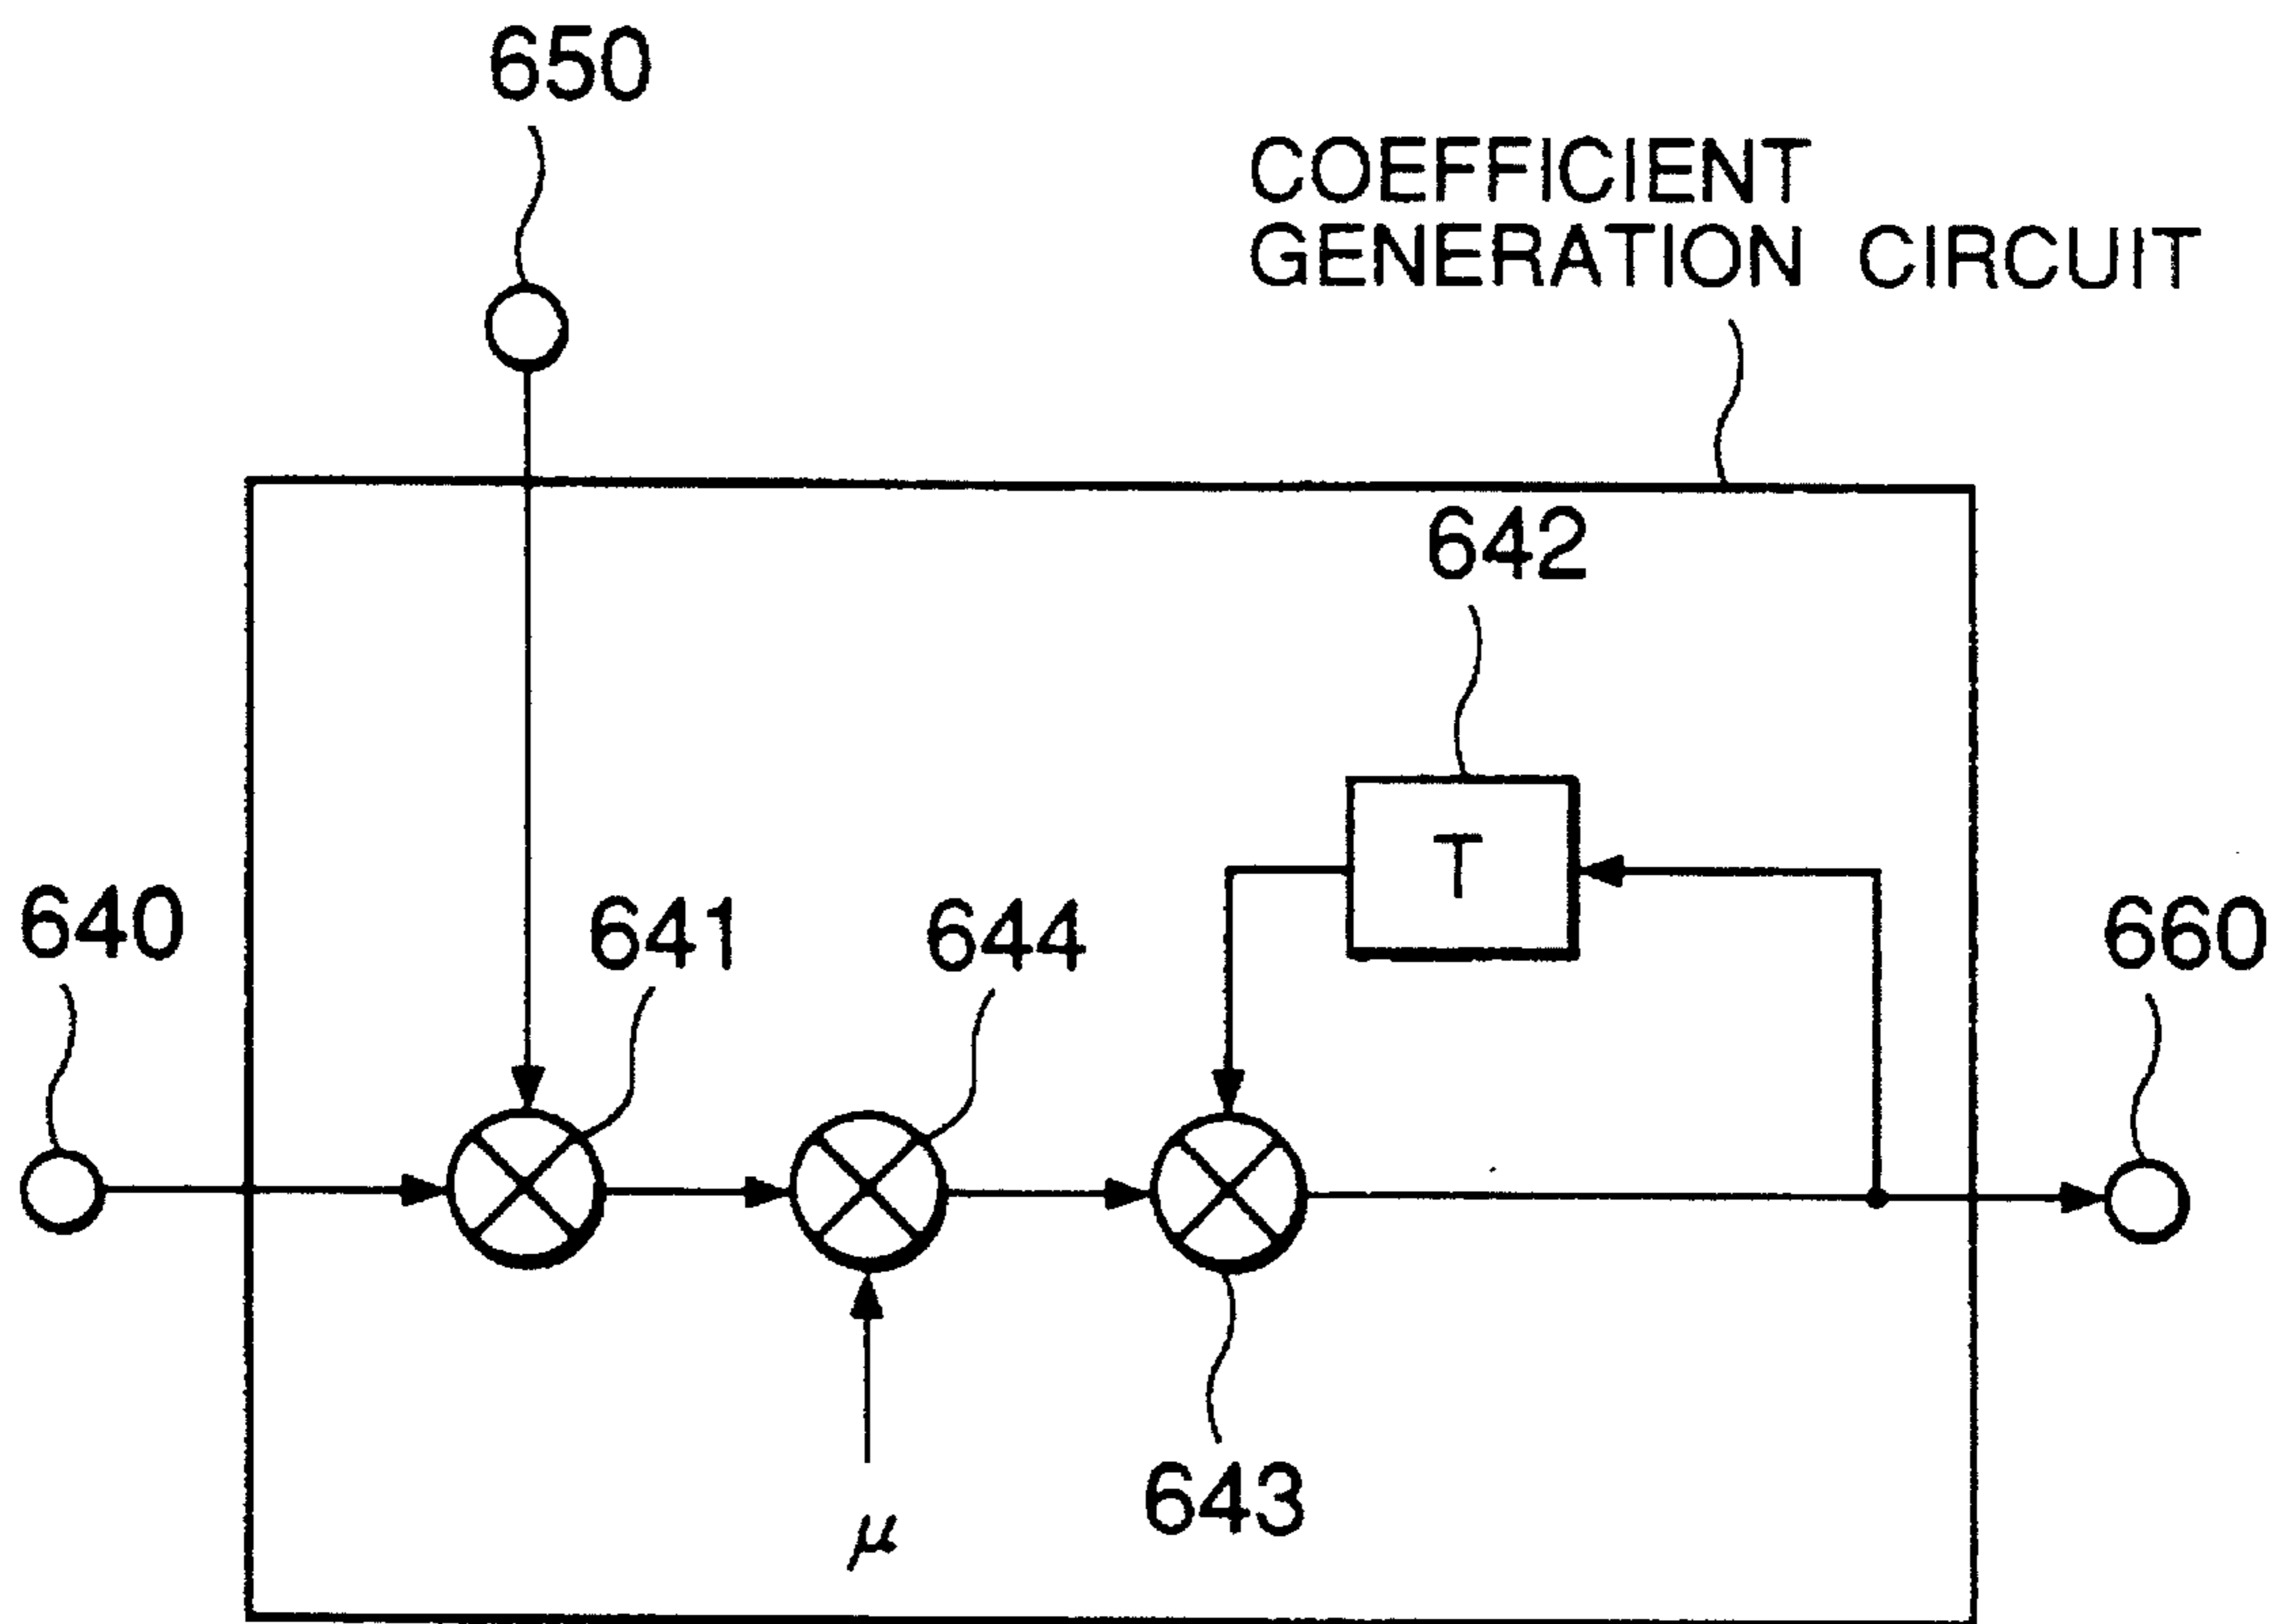 650
COEFFICIENT
GENERATION CIRCUIT
642
T
640
641
644
660
643
μ